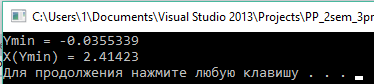 C:\Users\1\Documents\Visual Studio 2013\Projects\PP_2sem_3pr
Ymin = -0.0355339
X(Ymin) = 2.41423
Для продолжения нажмите любую клавишу . . .